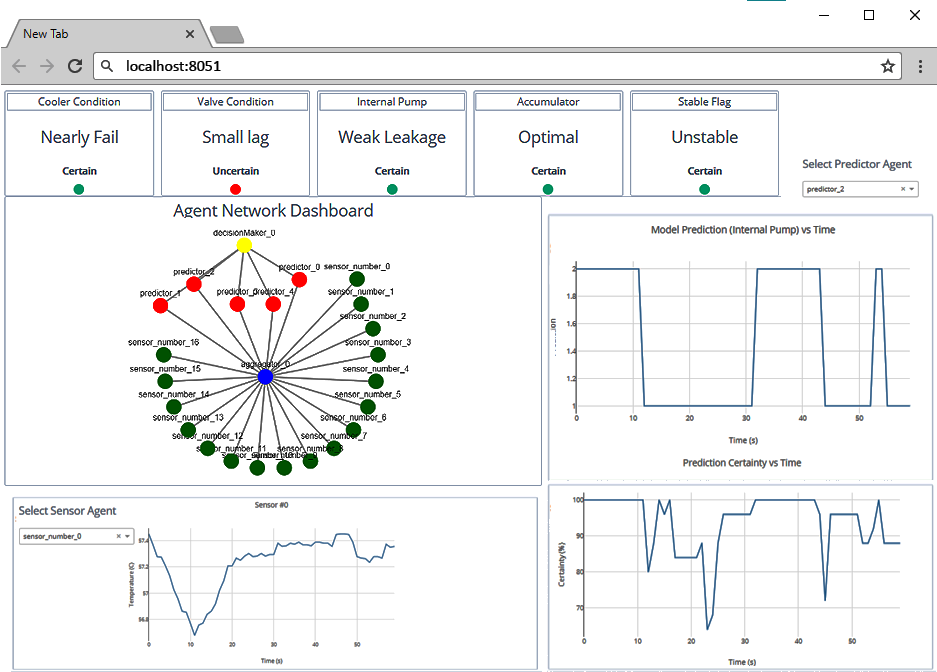 New Tab
localhost:8051
Cooler Condition
Nearly Fail
Certain
Valve Condition
Small lag
Uncertain
Internal Pump
Weak Leakage
Certain
Accumulator
Optimal
Certain
Stable Flag
Unstable
Certain
Select Predictor Agent
predictor_2
Agent Network Dashboard
decisionMaker_0
predictor_2
predictor_0
sensor_number_0
predictor_1
predictor_4
sensor_number_1
sensor_number_2
sensor_number_16
sensor_number_3
aggregator_0
sensor_number_15
sensor_number_4
sensor_number_14
sensor_number_5
sensor_number_13
sensor_number_6
sensor_number_12
sensor_number_7
Model Prediction (Internal Pump) vs Time
2
1.8
1.6
1.4
1.2
1
0 10 20 30 40 50
Time (s)
Prediction Certainty vs Time
100
90
80
70
Certainty(%)
0 10 20 30 40 50
Time (s)
Select Sensor Agent
sensor_number_0
Sensor #0
57.4
57.2
57
56.8
Temperature (C)
0 10 20 30 40 50
Time (s)